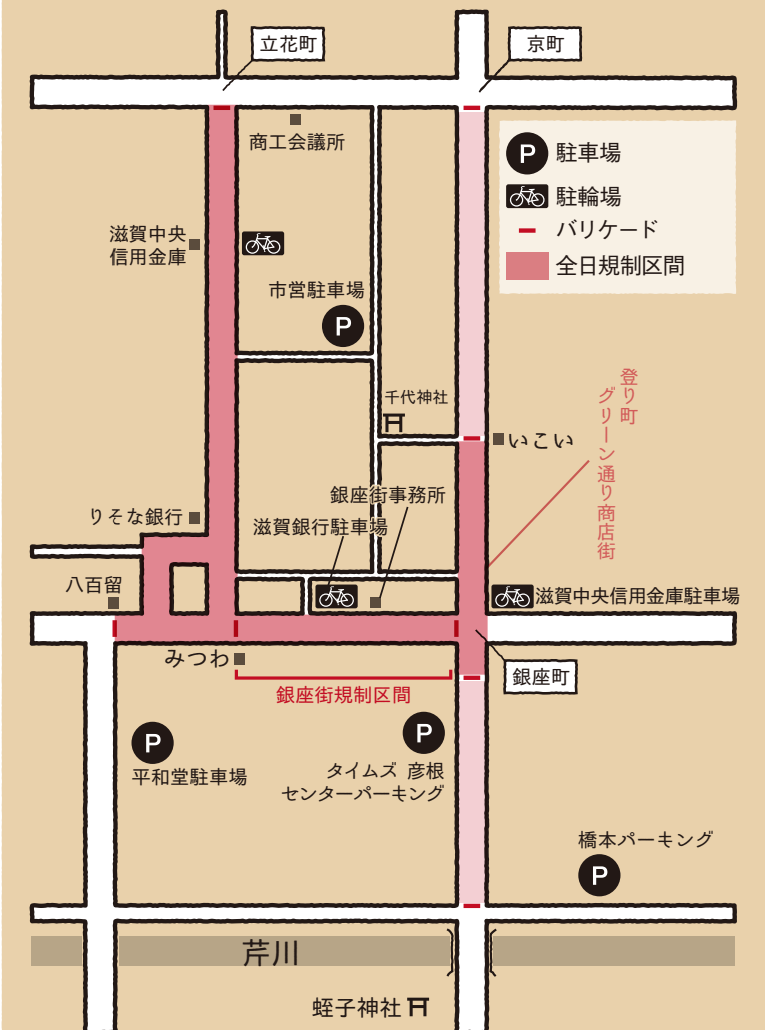 立花町
京町
商工会議所
P 駐車場
駐輪場
バリケード
全日規制区間
滋賀中央
信用金庫
市営駐車場
P
千代神社
登り町
グリーン通り商店街
いこい
銀座街事務所
りそな銀行
滋賀銀行駐車場
八百留
滋賀中央信用金庫駐車場
みつわ
銀座町
銀座街規制区間
P
平和堂駐車場
P
タイムズ 彦根
センターパーキング
橋本パーキング
P
芹川
蛭子神社